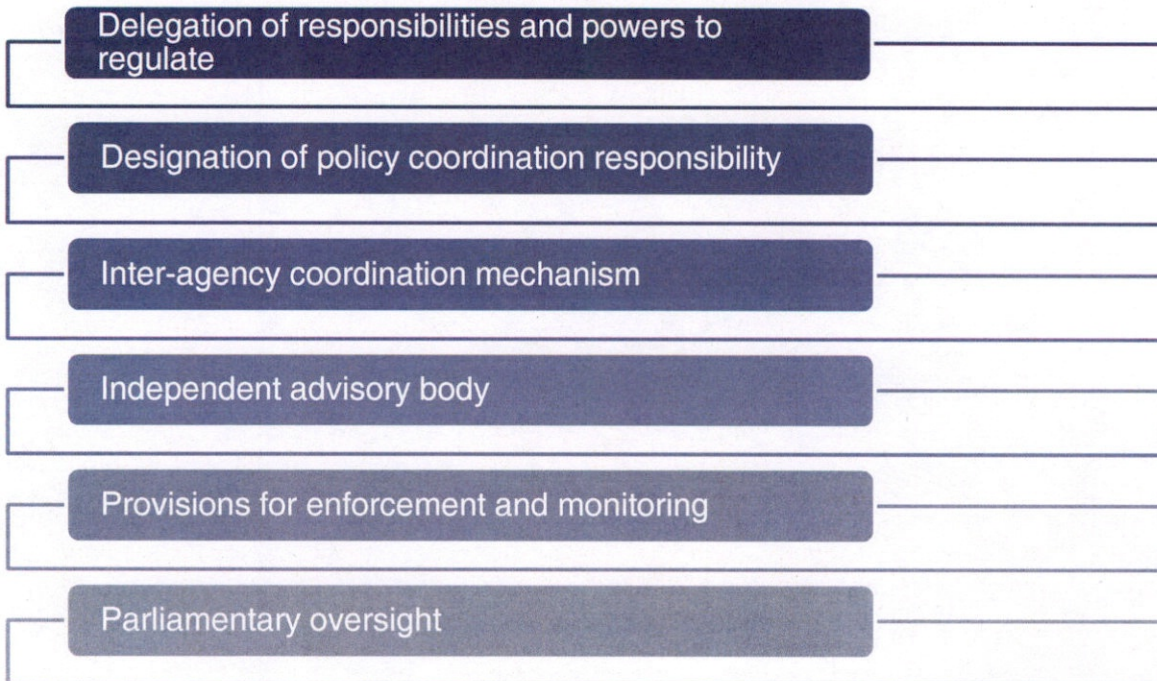 Delegation of responsibilities and powers to
regulate
Designation of policy coordination responsibility
Inter-agency coordination mechanism
Independent advisory body
Provisions for enforcement and monitoring
Parliamentary oversight